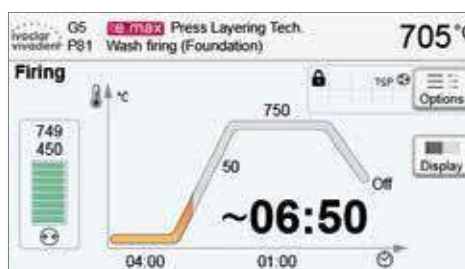 ivoclar vivadent
G5 e.max Press Layering Tech.
P81 Wash firing (Foundation)
705 °C
Firing
°C
TSP
Options
750
749
450
50
Display
Off
~06:50
04:00 01:00